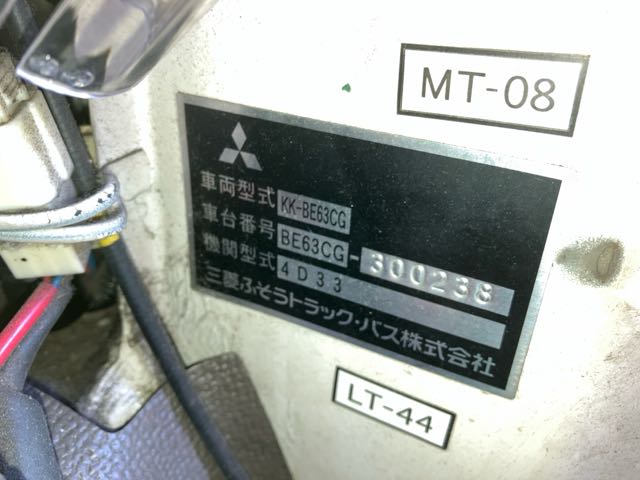 MT-08
車両型式 KK-BE63CG
車台番号 BE63CG-300238
機関型式 4D33
三菱ふそうトラック・バス株式会社
LT-44